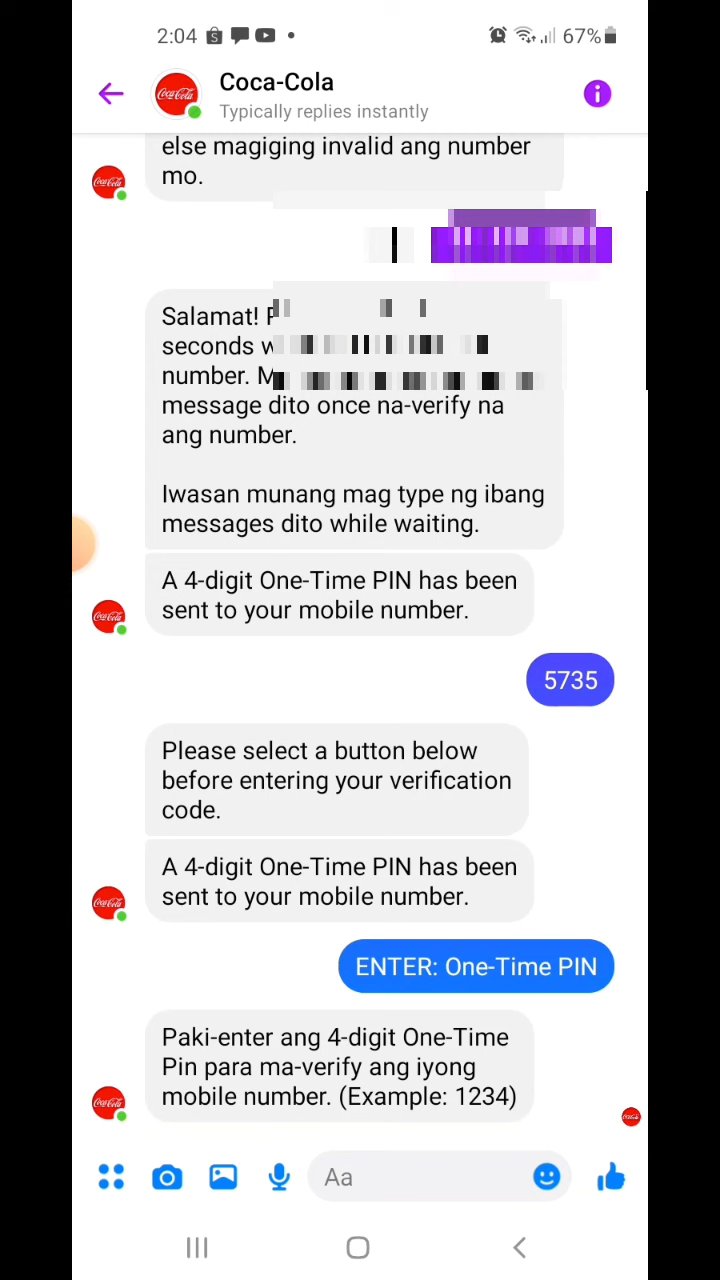 2:04
67%
Coca-Cola
Typically replies instantly
else magiging invalid ang number
mo.
Salamat!
seconds
number.
message dito once na-verify na
ang number.
Iwasan munang mag type ng ibang
messages dito while waiting.
A 4-digit One-Time PIN has been
sent to your mobile number.
5735
Please select a button below
before entering your verification
code.
A 4-digit One-Time PIN has been
sent to your mobile number.
ENTER: One-Time PIN
Paki-enter ang 4-digit One-Time
Pin para ma-verify ang iyong
mobile number. (Example: 1234)
Aa